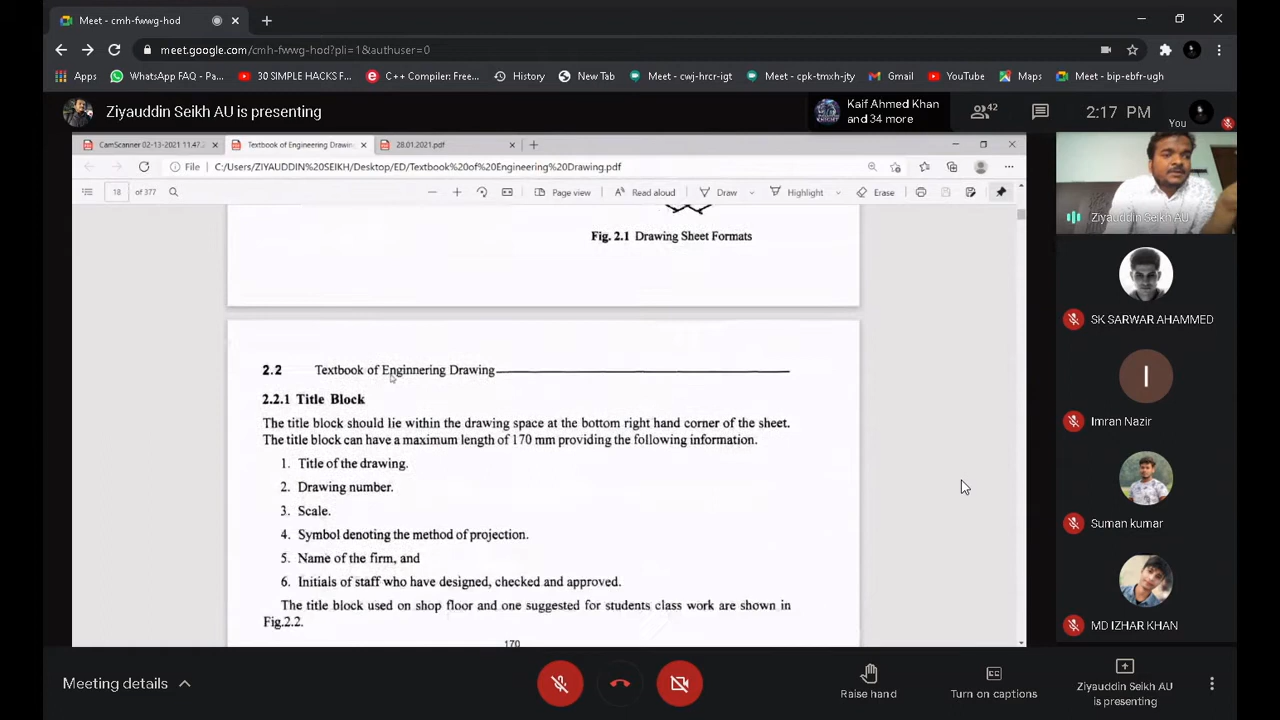 Meet - cmh-fwwg-hod
meet.google.com/cmh-fwwg-hod?pli=1&authuser=0
Apps
WhatsApp FAQ - Pa...
30 SIMPLE HACKS F...
C++ Compiler: Free...
History
New Tab
Meet - cwj-hrcr-igt
Meet - cpk-tmxh-jty
Gmail
YouTube
Maps
Meet - bip-ebfr-ugh
Ziyauddin Seikh AU is presenting
Kaif Ahmed Khan
and 34 more
42
2:17 PM
You
CamScanner 02-13-2021 11.47.
Textbook of Engineering Drawin
28.01.2021.pdf
File
C:/Users/ZIYAUDDIN%20SEIKH/Desktop/ED/Textbook%20of%20Engineering%20Drawing.pdf
18 of 377
Page view
Read aloud
Draw
Highlight
Erase
Fig. 2.1 Drawing Sheet Formats
2.2 Textbook of Enginnering Drawing
2.2.1 Title Block
The title block should lie within the drawing space at the bottom right hand corner of the sheet.
The title block can have a maximum length of 170 mm providing the following information.
1. Title of the drawing.
2. Drawing number.
3. Scale.
4. Symbol denoting the method of projection.
5. Name of the firm, and
6. Initials of staff who have designed, checked and approved.
The title block used on shop floor and one suggested for students class work are shown in
Fig.2.2.
170
Ziyauddin Seikh AU
SK SARWAR AHAMMED
I
Imran Nazir
Suman kumar
MD IZHAR KHAN
Meeting details
Raise hand
Turn on captions
Ziyauddin Seikh AU
is presenting